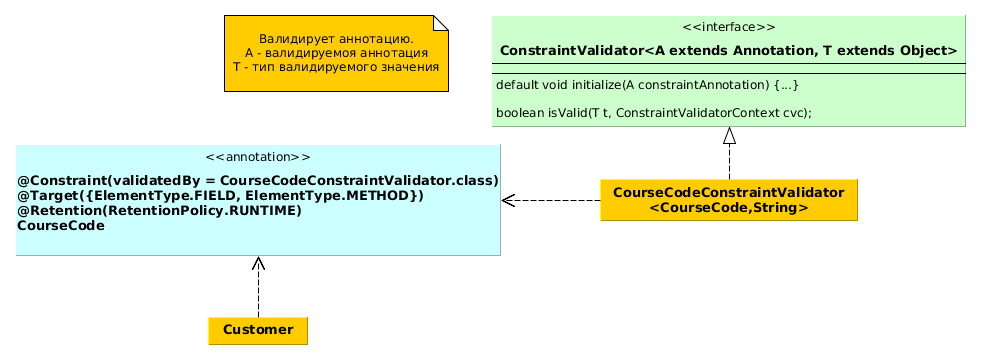 Валидирует аннотацию.
A - валидируемоя аннотация
T - тип валидируемого значения
<<interface>>
ConstraintValidator<A extends Annotation, T extends Object>
default void initialize(A constraintAnnotation) {...}
boolean isValid(T t, ConstraintValidatorContext cvc);
<<annotation>>
@Constraint(validatedBy = CourseCodeConstraintValidator.class)
@Target({ElementType.FIELD, ElementType.METHOD})
@Retention(RetentionPolicy.RUNTIME)
CourseCode
CourseCodeConstraintValidator
<CourseCode,String>
Customer